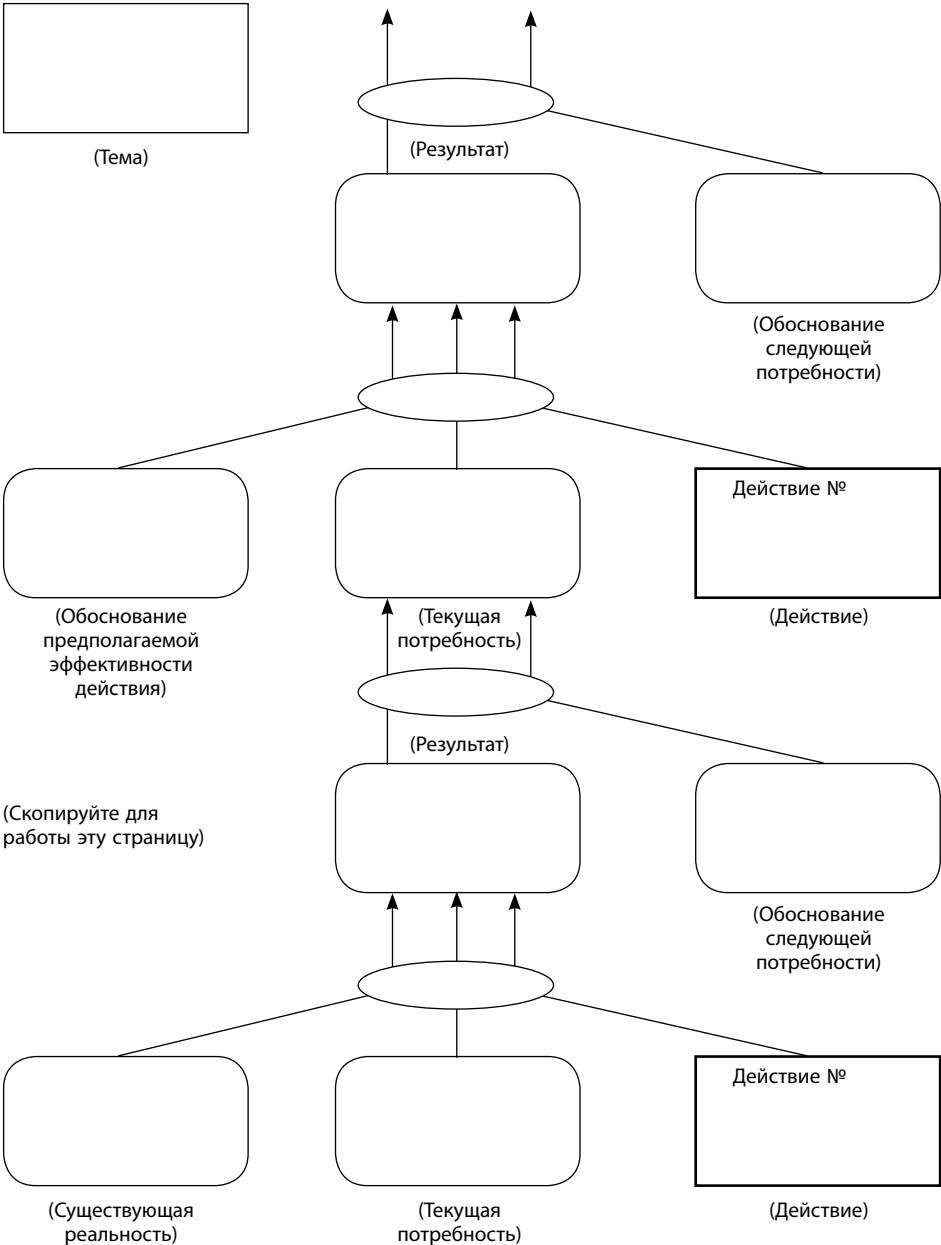 (Тема)
(Результат)
(Обоснование
следующей
потребности)
Действие №
(Обоснование
предполагаемой
эффективности
действия)
(Текущая
потребность)
(Действие)
(Результат)
(Скопируйте для
работы эту страницу)
(Обоснование
следующей
потребности)
Действие №
(Существующая
реальность)
(Текущая
потребность)
(Действие)